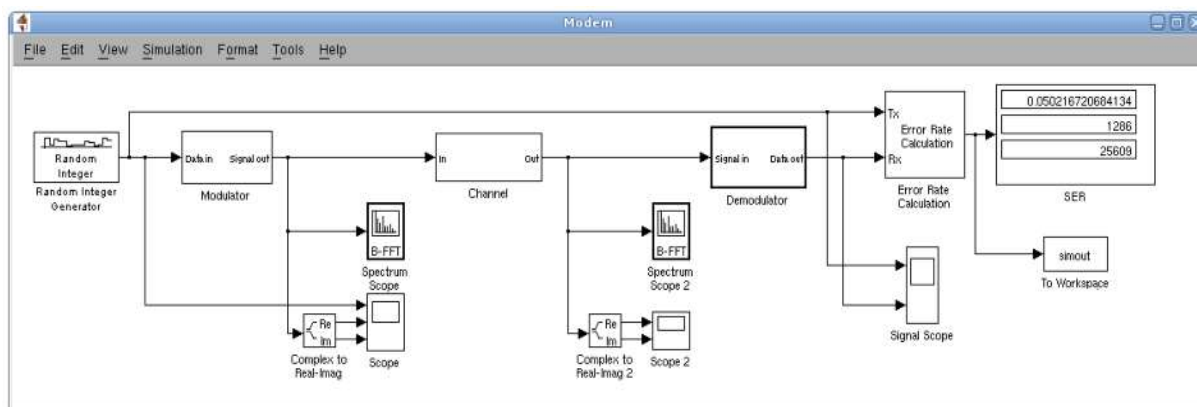 Modem
File Edit View Simulation Format Tools Help
Random
Integer
Random Integer
Generator
Data in Signal out
Modulator
In Out
Channel
Signal in Data out
Demodulator
Tx
Rx
Error Rate
Calculation
Error Rate
Calculation
0.050216720684134
1286
25609
SER
B-FFT
Spectrum
Scope
B-FFT
Spectrum
Scope 2
simout
To Workspace
Signal Scope
Re
Im
Complex to
Real-Imag
Scope
Re
Im
Complex to
Real-Imag 2
Scope 2